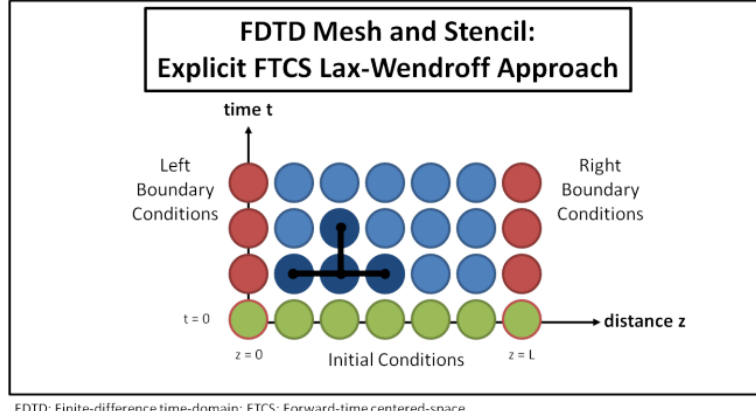 FDTD Mesh and Stencil:
Explicit FTCS Lax-Wendroff Approach
time t
Left
Boundary
Conditions
Right
Boundary
Conditions
t = 0
distance z
z = 0
Initial Conditions
z = L
FDTD: Finite-difference time-domain; FTCS: Forward-time centered-space